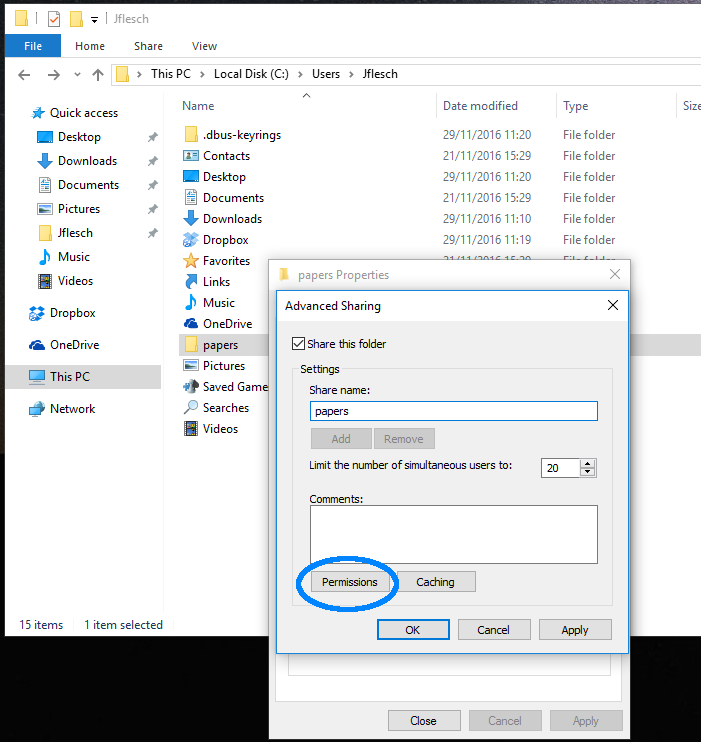 Jflesch
File Home Share View
This PC Local Disk (C:) Users Jflesch
Name Date modified Type Size
Quick access
Desktop
Downloads
Documents
Pictures
Jflesch
Music
Videos
Dropbox
OneDrive
This PC
Network
.dbus-keyrings 29/11/2016 11:20 File folder
Contacts 21/11/2016 15:29 File folder
Desktop 29/11/2016 11:20 File folder
Documents 21/11/2016 15:29 File folder
Downloads 29/11/2016 11:10 File folder
Dropbox 29/11/2016 11:19 File folder
Favorites
Links
Music
OneDrive
papers
Pictures
Saved Game
Searches
Videos
15 items 1 item selected
papers Properties
Advanced Sharing
Share this folder
Settings
Share name:
papers
Add Remove
Limit the number of simultaneous users to: 20
Comments:
Permissions Caching
OK Cancel Apply
Close Cancel Apply